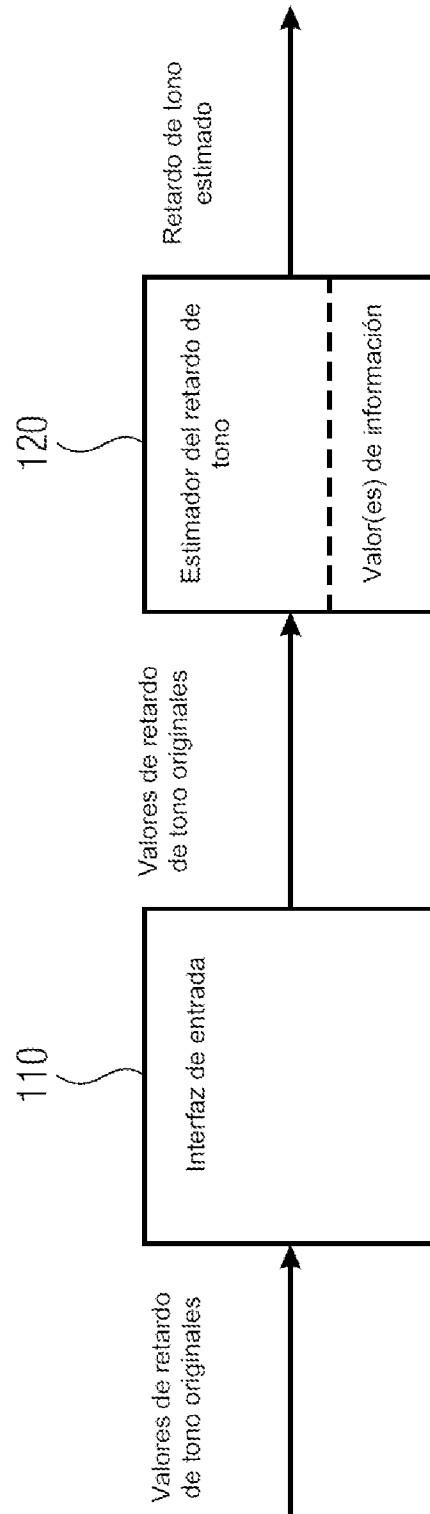 Valores de retardo
de tono originales
110
Interfaz de entrada
Valores de retardo
de tono originales
120
Estimador del retardo de
tono
Valor(es) de información
Retardo de tono
estimado